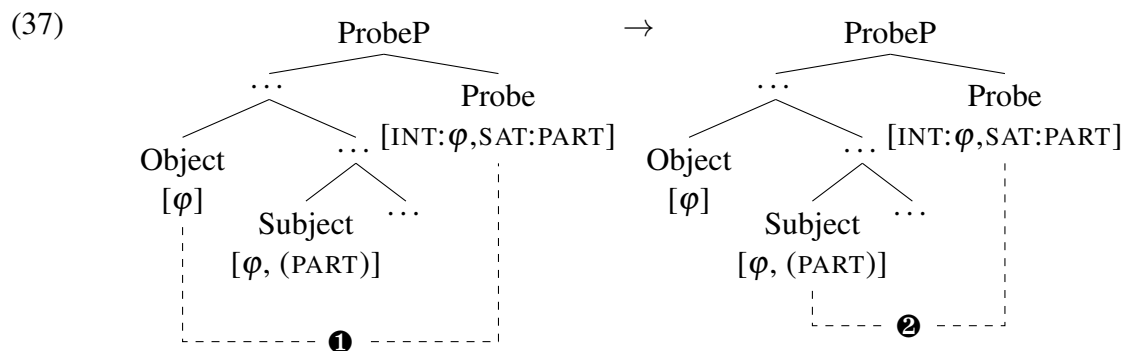 (37) ProbeP → ProbeP
… Probe … Probe
[INT:φ,SAT:PART] [INT:φ,SAT:PART]
Object … Object …
[φ] [φ]
Subject … Subject …
[φ, (PART)] [φ, (PART)]
❶ ❷